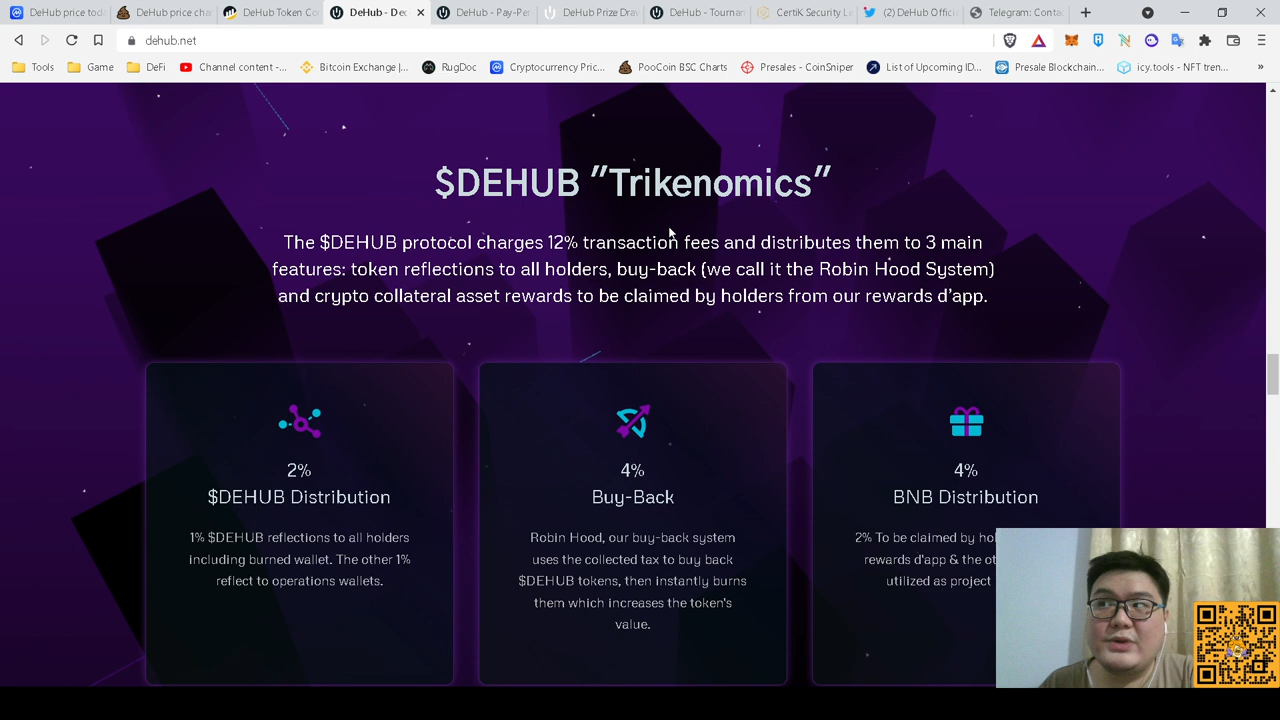 DeHub price toda
DeHub price cha
DeHub Token Co
DeHub - Dec
DeHub - Pay-Per
DeHub Prize Drav
DeHub - Tournan
CertiK Security Le
(2) DeHub Offici
Telegram: Conta
dehub.net
Tools
Game
DeFi
Channel content -...
Bitcoin Exchange |...
RugDoc
Cryptocurrency Pric...
PooCoin BSC Charts
Presales - CoinSniper
List of Upcoming ID...
Presale Blockchain...
icy.tools - NFT tren...
»
$DEHUB "Trikenomics"
The $DEHUB protocol charges 12% transaction fees and distributes them to 3 main
features: token reflections to all holders, buy-back (we call it the Robin Hood System)
and crypto collateral asset rewards to be claimed by holders from our rewards d'app.
2%
$DEHUB Distribution
1% $DEHUB reflections to all holders
including burned wallet. The other 1%
reflect to operations wallets.
4%
Buy-Back
Robin Hood, our buy-back system
uses the collected tax to buy back
$DEHUB tokens, then instantly burns
them which increases the token's
value.
4%
BNB Distribution
2% To be claimed by hol
rewards d'app & the ot
utilized as project